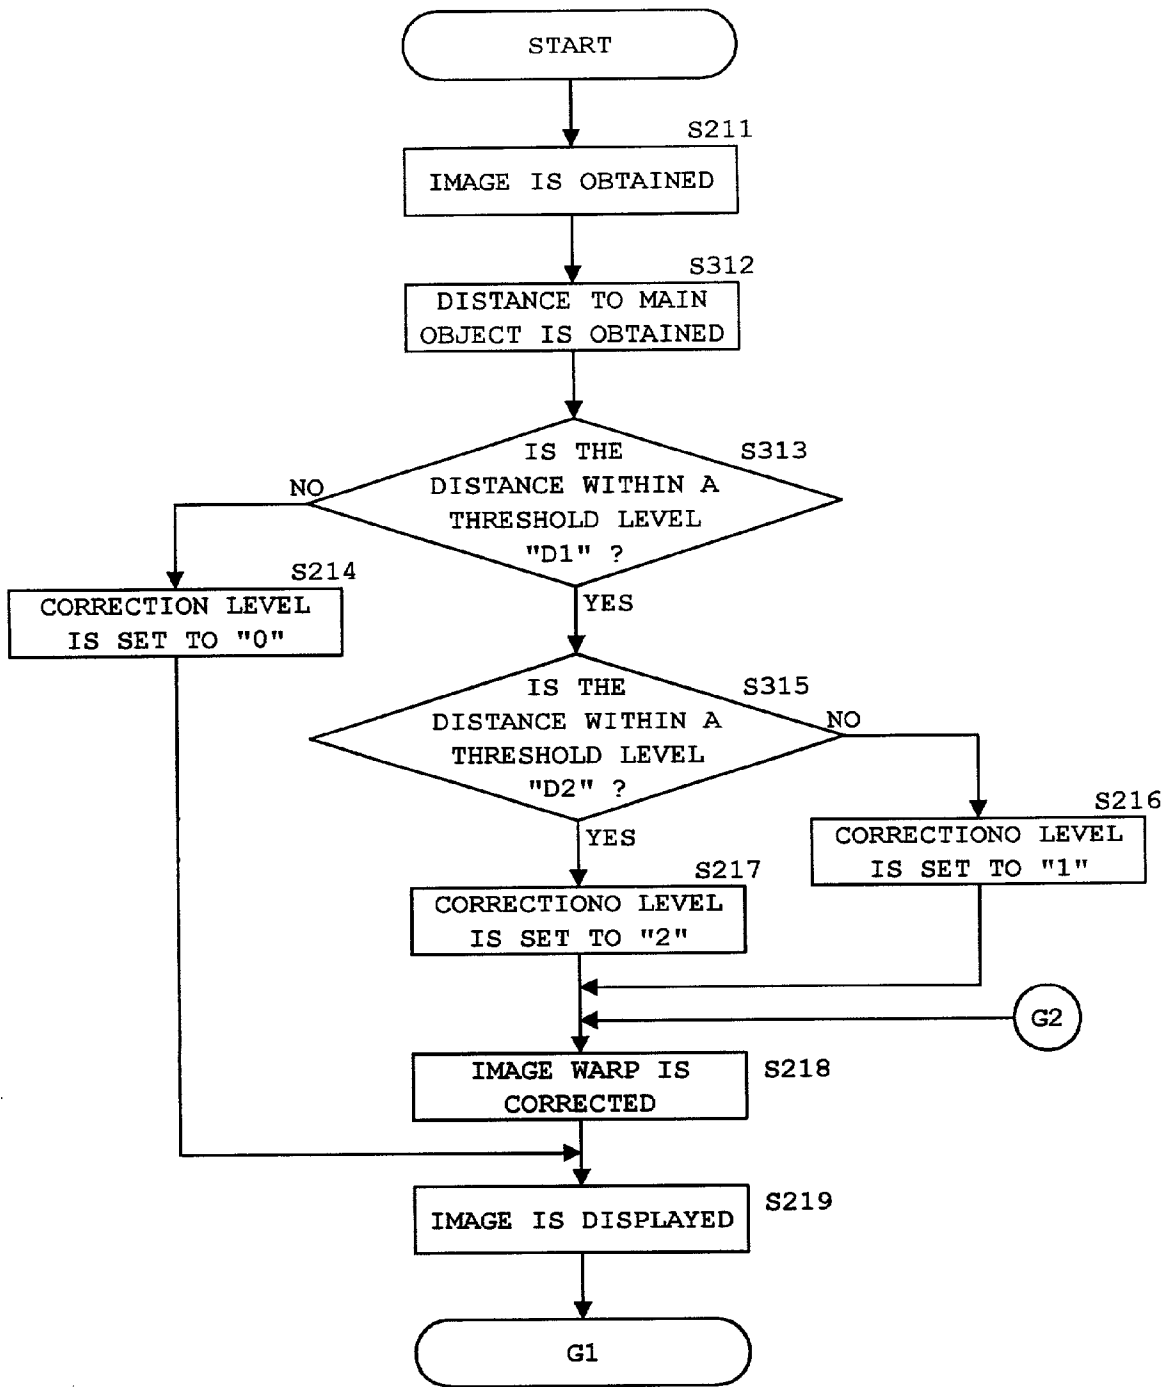 START
S211
IMAGE IS OBTAINED
S312
DISTANCE TO MAIN
OBJECT IS OBTAINED
S313
IS THE
DISTANCE WITHIN A
THRESHOLD LEVEL
"D1" ?
NO
YES
S214
CORRECTION LEVEL
IS SET TO "0"
S315
IS THE
DISTANCE WITHIN A
THRESHOLD LEVEL
"D2" ?
NO
YES
S216
CORRECTIONO LEVEL
IS SET TO "1"
S217
CORRECTIONO LEVEL
IS SET TO "2"
G2
IMAGE WARP IS
CORRECTED
S218
IMAGE IS DISPLAYED
S219
G1